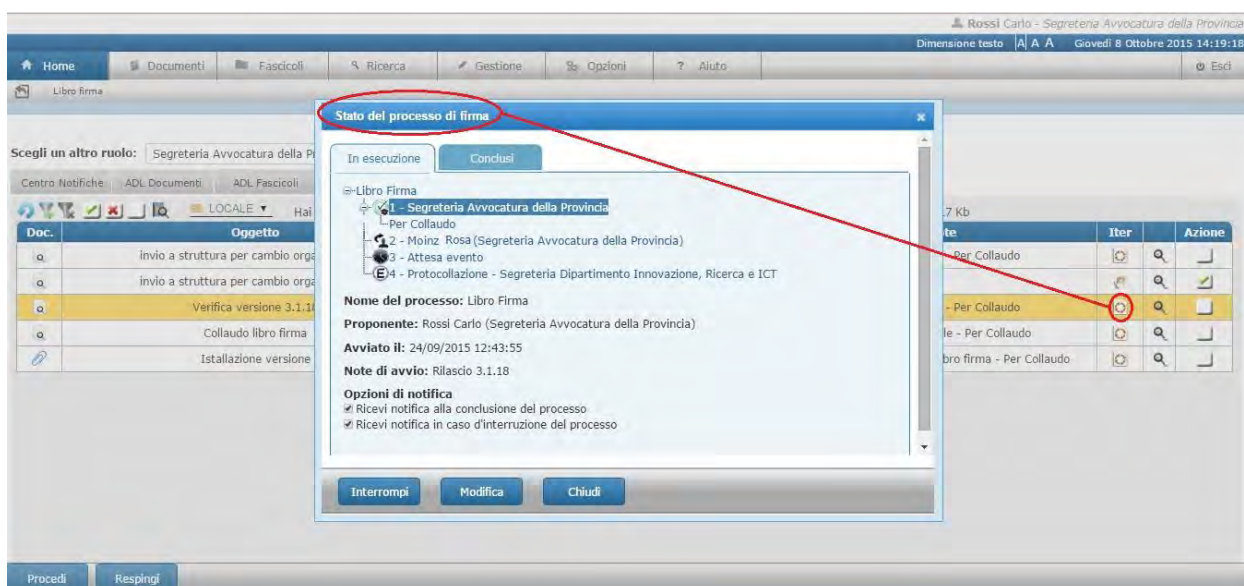 Rossi Carlo - Segreteria Avvocatura della Provincia
Dimensione testo A A A Giovedì 8 Ottobre 2015 14:19:18
Home Documenti Fascicoli Ricerca Gestione Opzioni ? Aiuto Esci
Libro firma
Stato del processo di firma x
Scegli un altro ruolo: Segreteria Avvocatura della P
In esecuzione Conclusi
Centro Notifiche ADL Documenti ADL Fascicoli
Libro Firma
1 - Segreteria Avvocatura della Provincia
Per Collaudo
2 - Moinz Rosa (Segreteria Avvocatura della Provincia)
3 - Attesa evento
E 4 - Protocollazione - Segreteria Dipartimento Innovazione, Ricerca e ICT
Nome del processo: Libro Firma
Proponente: Rossi Carlo (Segreteria Avvocatura della Provincia)
Avviato il: 24/09/2015 12:43:55
Note di avvio: Rilascio 3.1.18
Opzioni di notifica
Ricevi notifica alla conclusione del processo
Ricevi notifica in caso d'interruzione del processo
Interrompi Modifica Chiudi
LOCALE Hai .7 Kb
Doc. Oggetto te Iter Azione
invio a struttura per cambio orga - Per Collaudo
invio a struttura per cambio orga
Verifica versione 3.1.18 - Per Collaudo
Collaudo libro firma le - Per Collaudo
Istallazione versione bro firma - Per Collaudo
Procedi Respingi